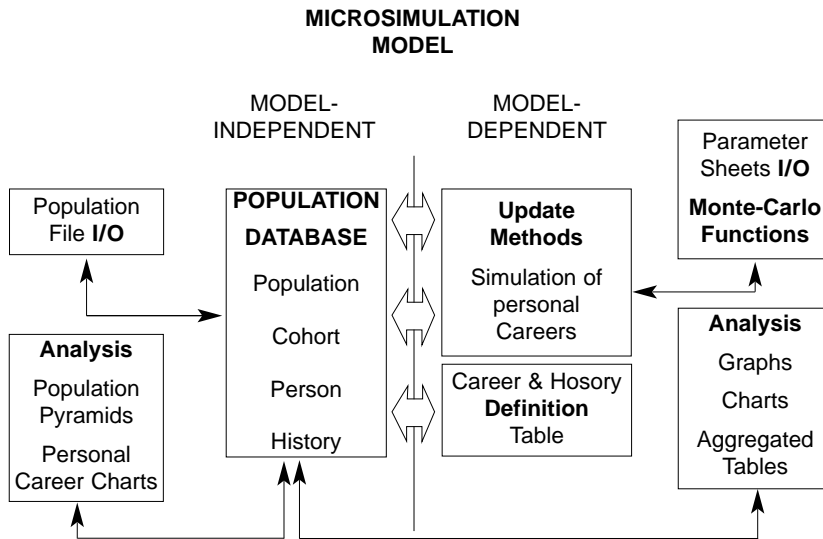 MICROSIMULATION
MODEL
MODEL-
INDEPENDENT
MODEL-
DEPENDENT
Population
File I/O
Analysis
Population
Pyramids
Personal
Career Charts
POPULATION
DATABASE
Population
Cohort
Person
History
Update
Methods
Simulation of
personal
Careers
Career & Hosory
Definition
Table
Parameter
Sheets I/O
Monte-Carlo
Functions
Analysis
Graphs
Charts
Aggregated
Tables